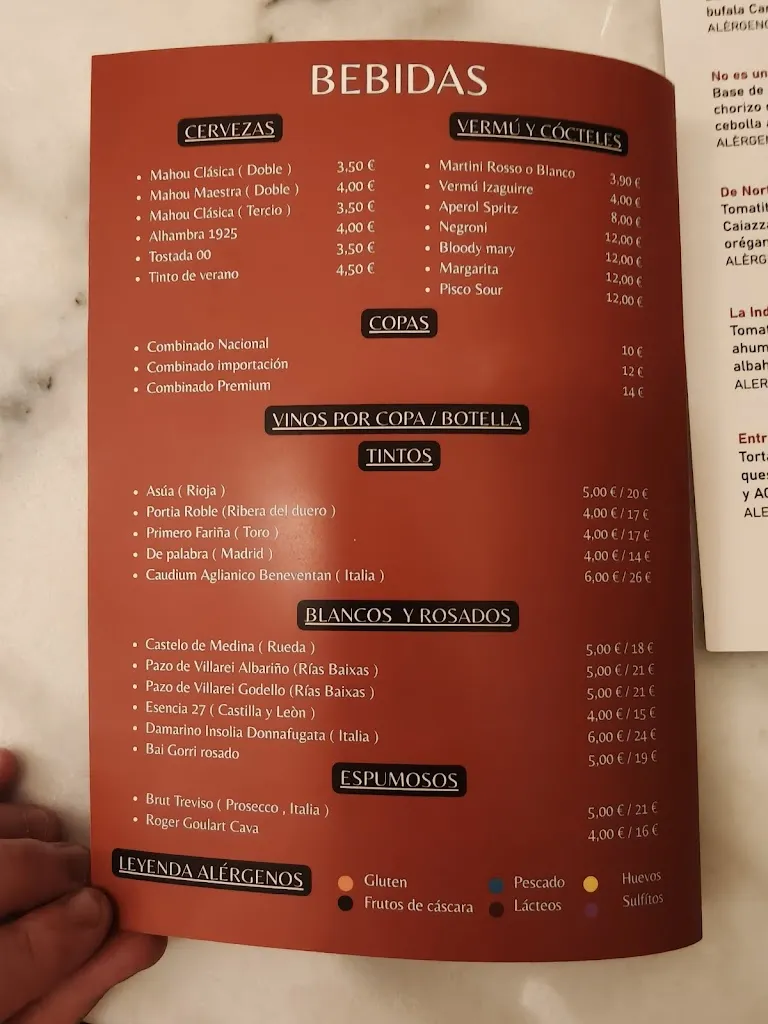 BEBIDAS
CERVEZAS
Mahou Clásica ( Doble ) 3,50 €
Mahou Maestra ( Doble ) 4,00 €
Mahou Clásica ( Tercio ) 3,50 €
Alhambra 1925 4,00 €
Tostada 00 3,50 €
Tinto de verano 4,50 €
VERMÚ Y CÓCTELES
Martini Rosso o Blanco 3,90 €
Vermú Izaguirre 4,00 €
Aperol Spritz 8,00 €
Negroni 12,00 €
Bloody mary 12,00 €
Margarita 12,00 €
Pisco Sour 12,00 €
COPAS
Combinado Nacional 10 €
Combinado importación 12 €
Combinado Premium 14 €
VINOS POR COPA / BOTELLA
TINTOS
Asúa ( Rioja ) 5,00 € / 20 €
Portia Roble (Ribera del duero ) 4,00 € / 17 €
Primero Fariña ( Toro ) 4,00 € / 17 €
De palabra ( Madrid ) 4,00 € / 14 €
Caudium Aglianico Beneventan ( Italia ) 6,00 € / 26 €
BLANCOS Y ROSADOS
Castelo de Medina ( Rueda ) 5,00 € / 18 €
Pazo de Villarei Albariño (Rías Baixas ) 5,00 € / 21 €
Pazo de Villarei Godello (Rías Baixas ) 5,00 € / 21 €
Esencia 27 ( Castilla y Leòn ) 4,00 € / 15 €
Damarino Insolia Donnafugata ( Italia ) 6,00 € / 24 €
Bai Gorri rosado 5,00 € / 19 €
ESPUMOSOS
Brut Treviso ( Prosecco , Italia ) 5,00 € / 21 €
Roger Goulart Cava 4,00 € / 16 €
LEYENDA ALÉRGENOS
Gluten Pescado Huevos
Frutos de cáscara Lácteos Sulfítos
bufala
No es un
Base de
chorizo
cebolla
De
Caiazz
La
y